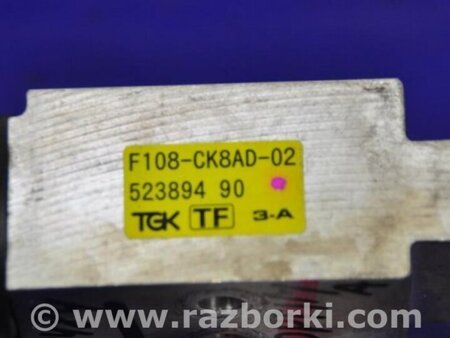 F108-CK8AD-02
523894 90
TGK TF 3-A
© www.razborki.com